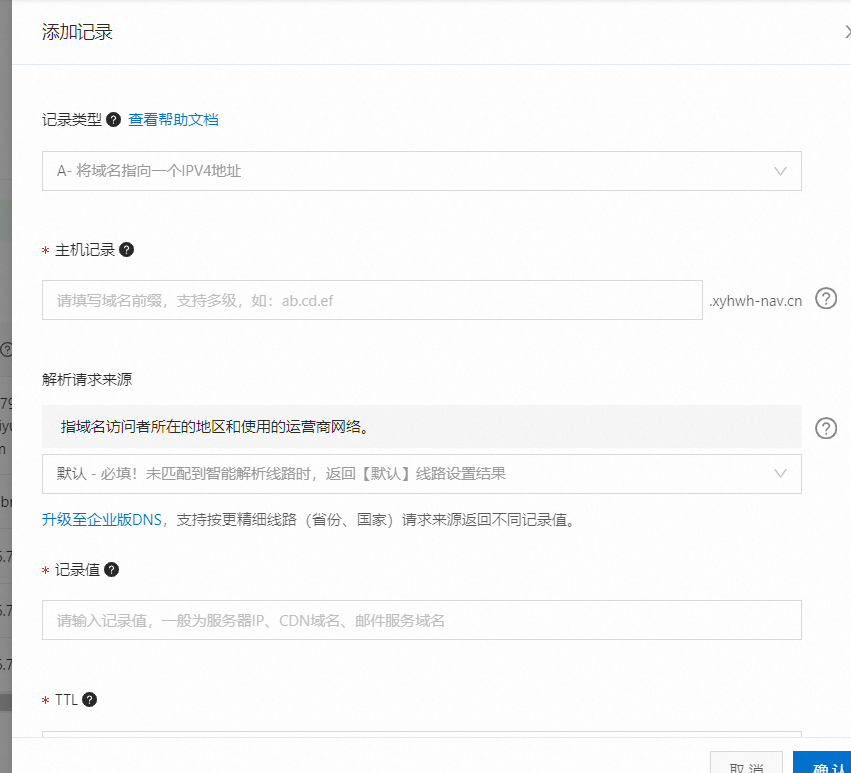 添加记录
记录类型 ? 查看帮助文档
A- 将域名指向一个IPV4地址
* 主机记录 ?
请填写域名前缀，支持多级，如：ab.cd.ef
.xyhwh-nav.cn ?
解析请求来源
指域名访问者所在的地区和使用的运营商网络。
默认 - 必填！未匹配到智能解析线路时，返回【默认】线路设置结果
升级至企业版DNS，支持按更精细线路（省份、国家）请求来源返回不同记录值。
* 记录值 ?
请输入记录值，一般为服务器IP、CDN域名、邮件服务域名
* TTL ?
取 消
确 认